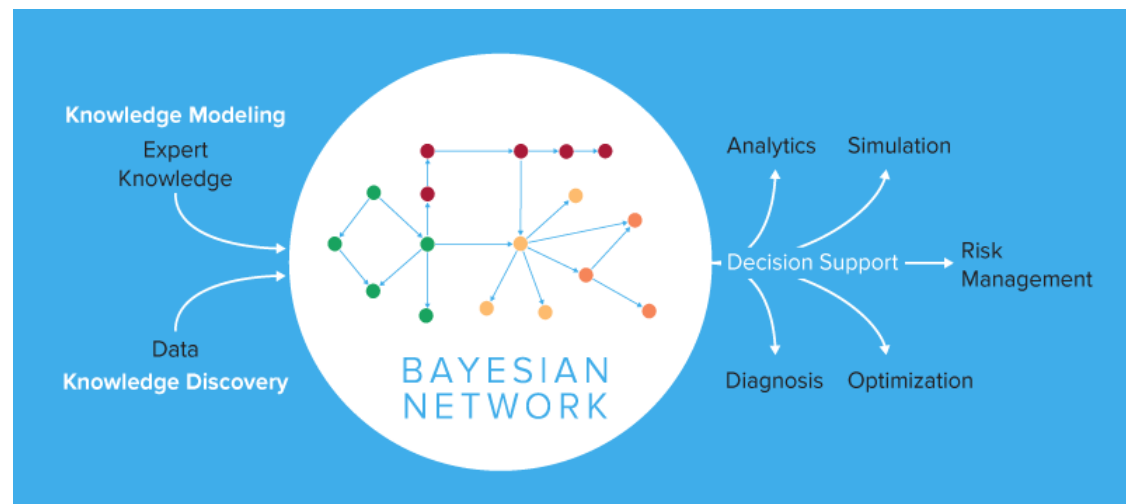 Knowledge Modeling
Expert
Knowledge
Data
Knowledge Discovery
BAYESIAN
NETWORK
Analytics
Simulation
Decision Support
Risk
Management
Diagnosis
Optimization